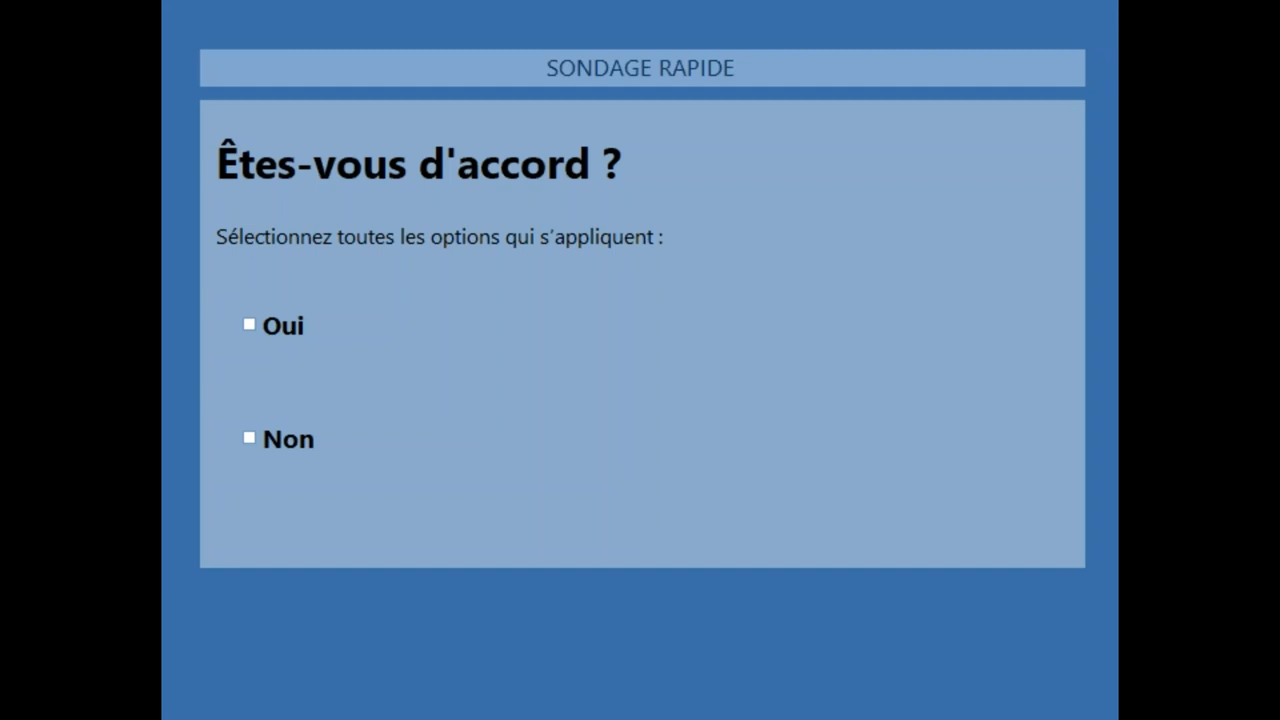 SONDAGE RAPIDE
Êtes-vous d'accord ?
Sélectionnez toutes les options qui s’appliquent :
Oui
Non